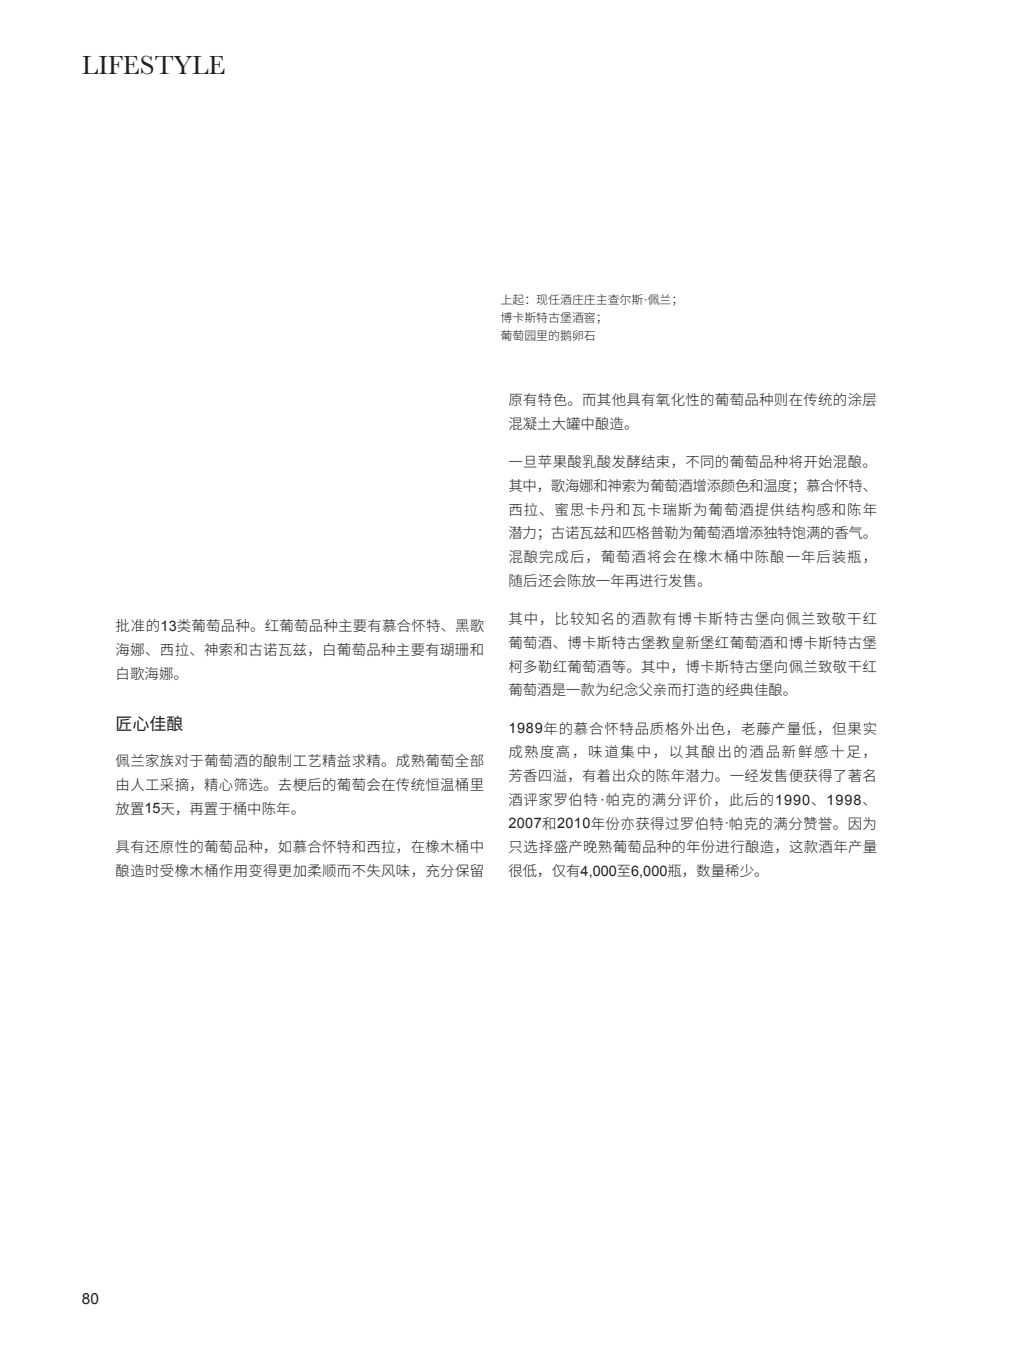 LIFESTYLE
上起：现任酒庄庄主查尔斯·佩兰；
博卡斯特古堡酒窖；
葡萄园里的鹅卵石
批准的13类葡萄品种。红葡萄品种主要有慕合怀特、黑歌
海娜、西拉、神索和古诺瓦兹，白葡萄品种主要有瑚珊和
白歌海娜。
匠心佳酿
佩兰家族对于葡萄酒的酿制工艺精益求精。成熟葡萄全部
由人工采摘，精心筛选。去梗后的葡萄会在传统恒温桶里
放置15天，再置于桶中陈年。
具有还原性的葡萄品种，如慕合怀特和西拉，在橡木桶中
酿造时受橡木桶作用变得更加柔顺而不失风味，充分保留
原有特色。而其他具有氧化性的葡萄品种则在传统的涂层
混凝土大罐中酿造。
一旦苹果酸乳酸发酵结束，不同的葡萄品种将开始混酿。
其中，歌海娜和神索为葡萄酒增添颜色和温度；慕合怀特、
西拉、蜜思卡丹和瓦卡瑞斯为葡萄酒提供结构感和陈年
潜力；古诺瓦兹和匹格普勒为葡萄酒增添独特饱满的香气。
混酿完成后，葡萄酒将会在橡木桶中陈酿一年后装瓶，
随后还会陈放一年再进行发售。
其中，比较知名的酒款有博卡斯特古堡向佩兰致敬干红
葡萄酒、博卡斯特古堡教皇新堡红葡萄酒和博卡斯特古堡
柯多勒红葡萄酒等。其中，博卡斯特古堡向佩兰致敬干红
葡萄酒是一款为纪念父亲而打造的经典佳酿。
1989年的慕合怀特品质格外出色，老藤产量低，但果实
成熟度高，味道集中，以其酿出的酒品新鲜感十足，
芳香四溢，有着出众的陈年潜力。一经发售便获得了著名
酒评家罗伯特·帕克的满分评价，此后的1990、1998、
2007和2010年份亦获得过罗伯特·帕克的满分赞誉。因为
只选择盛产晚熟葡萄品种的年份进行酿造，这款酒年产量
很低，仅有4,000至6,000瓶，数量稀少。
80